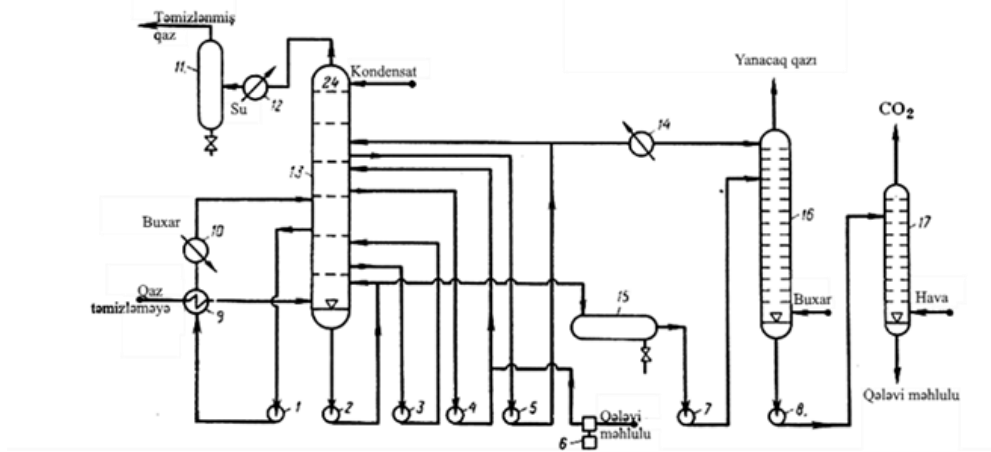 Təmizlənmiş
qaz
11
Su
12
24
Kondensat
13
Yanacaq qazı
14
CO₂
16
17
Buxar
10
Qaz
təmizləməyə
9
15
Buxar
Hava
1
2
3
4
5
6
Qələvi
məhlulu
7
8
Qələvi məhlulu